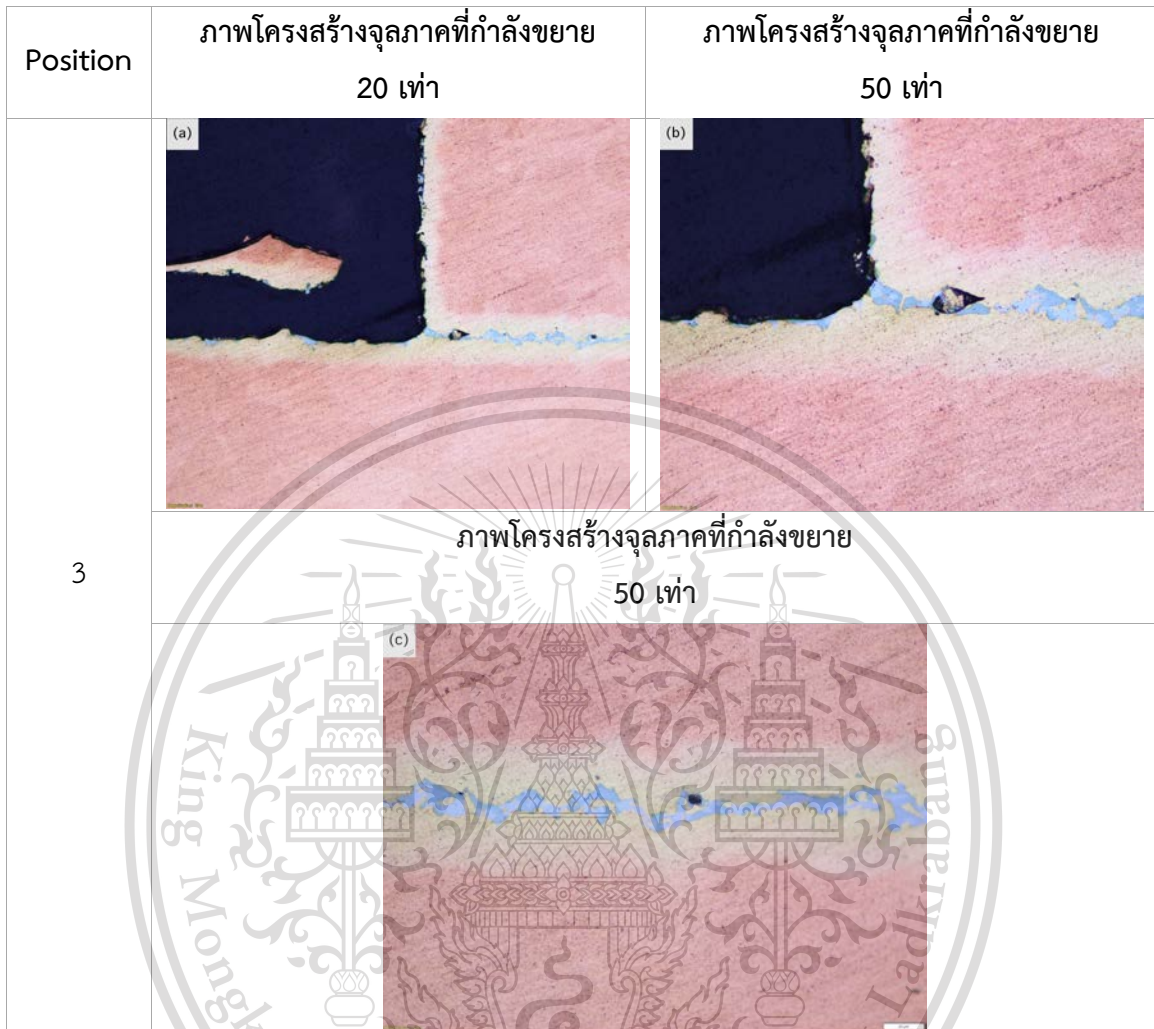 Position
ภาพโครงสร้างจุลภาคที่กำลังขยาย
20 เท่า
ภาพโครงสร้างจุลภาคที่กำลังขยาย
50 เท่า
(a)
(b)
3
ภาพโครงสร้างจุลภาคที่กำลังขยาย
50 เท่า
(c)
King Mongk
Ladkrabang